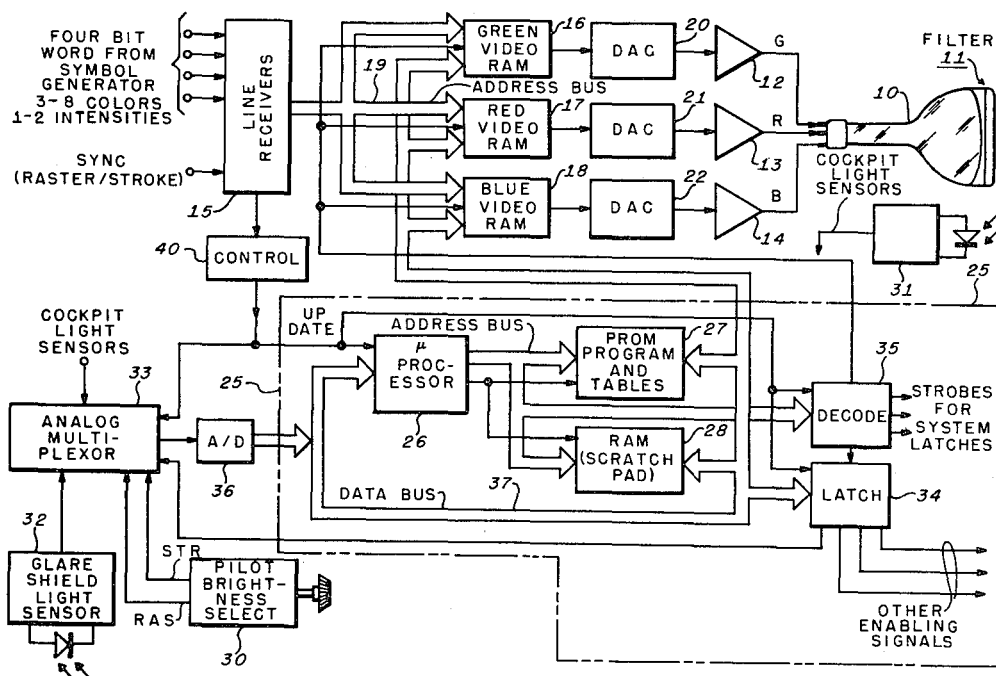 FOUR BIT
WORD FROM
SYMBOL
GENERATOR
3-8 COLORS
1-2 INTENSITIES
SYNC
(RASTER/STROKE)
LINE
RECEIVERS
15
19
ADDRESS BUS
GREEN
VIDEO
RAM
16
RED
VIDEO
RAM
17
BLUE
VIDEO
RAM
18
DAC
20
DAC
21
DAC
22
G
12
R
13
B
14
FILTER
11
10
COCKPIT
LIGHT
SENSORS
31
25
40
CONTROL
UP
DATE
25
COCKPIT
LIGHT
SENSORS
33
ANALOG
MULTI-
PLEXOR
A/D
36
μ
PROC-
ESSOR
26
ADDRESS BUS
27
PROM
PROGRAM
AND
TABLES
28
RAM
(SCRATCH
PAD)
DATA BUS
37
35
DECODE
STROBES
FOR
SYSTEM
LATCHES
LATCH
34
OTHER
ENABLING
SIGNALS
32
GLARE
SHIELD
LIGHT
SENSOR
STR
RAS
PILOT
BRIGHT-
NESS
SELECT
30